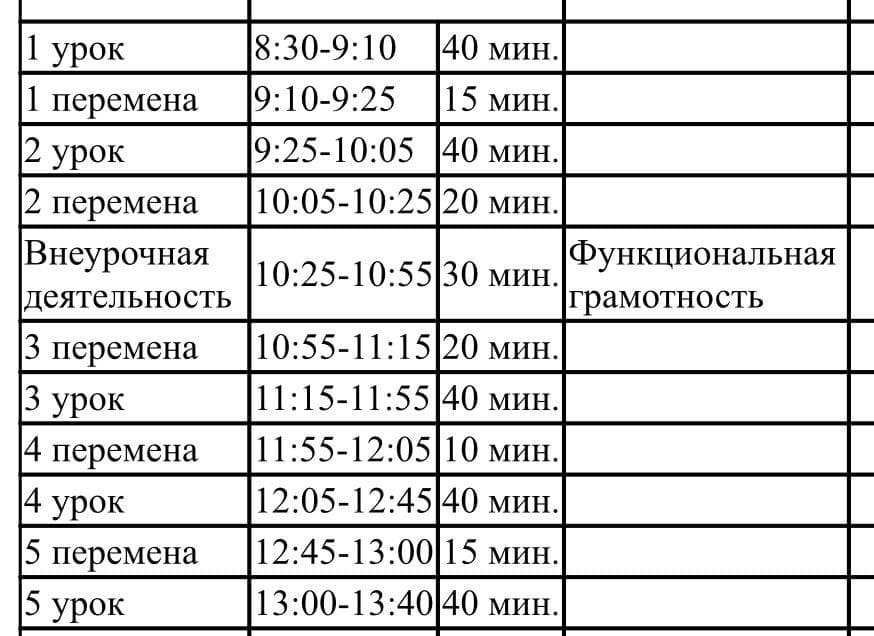 1 урок 8:30-9:10 40 мин.
1 перемена 9:10-9:25 15 мин.
2 урок 9:25-10:05 40 мин.
2 перемена 10:05-10:25 20 мин.
Внеурочная деятельность 10:25-10:55 30 мин. Функциональная грамотность
3 перемена 10:55-11:15 20 мин.
3 урок 11:15-11:55 40 мин.
4 перемена 11:55-12:05 10 мин.
4 урок 12:05-12:45 40 мин.
5 перемена 12:45-13:00 15 мин.
5 урок 13:00-13:40 40 мин.